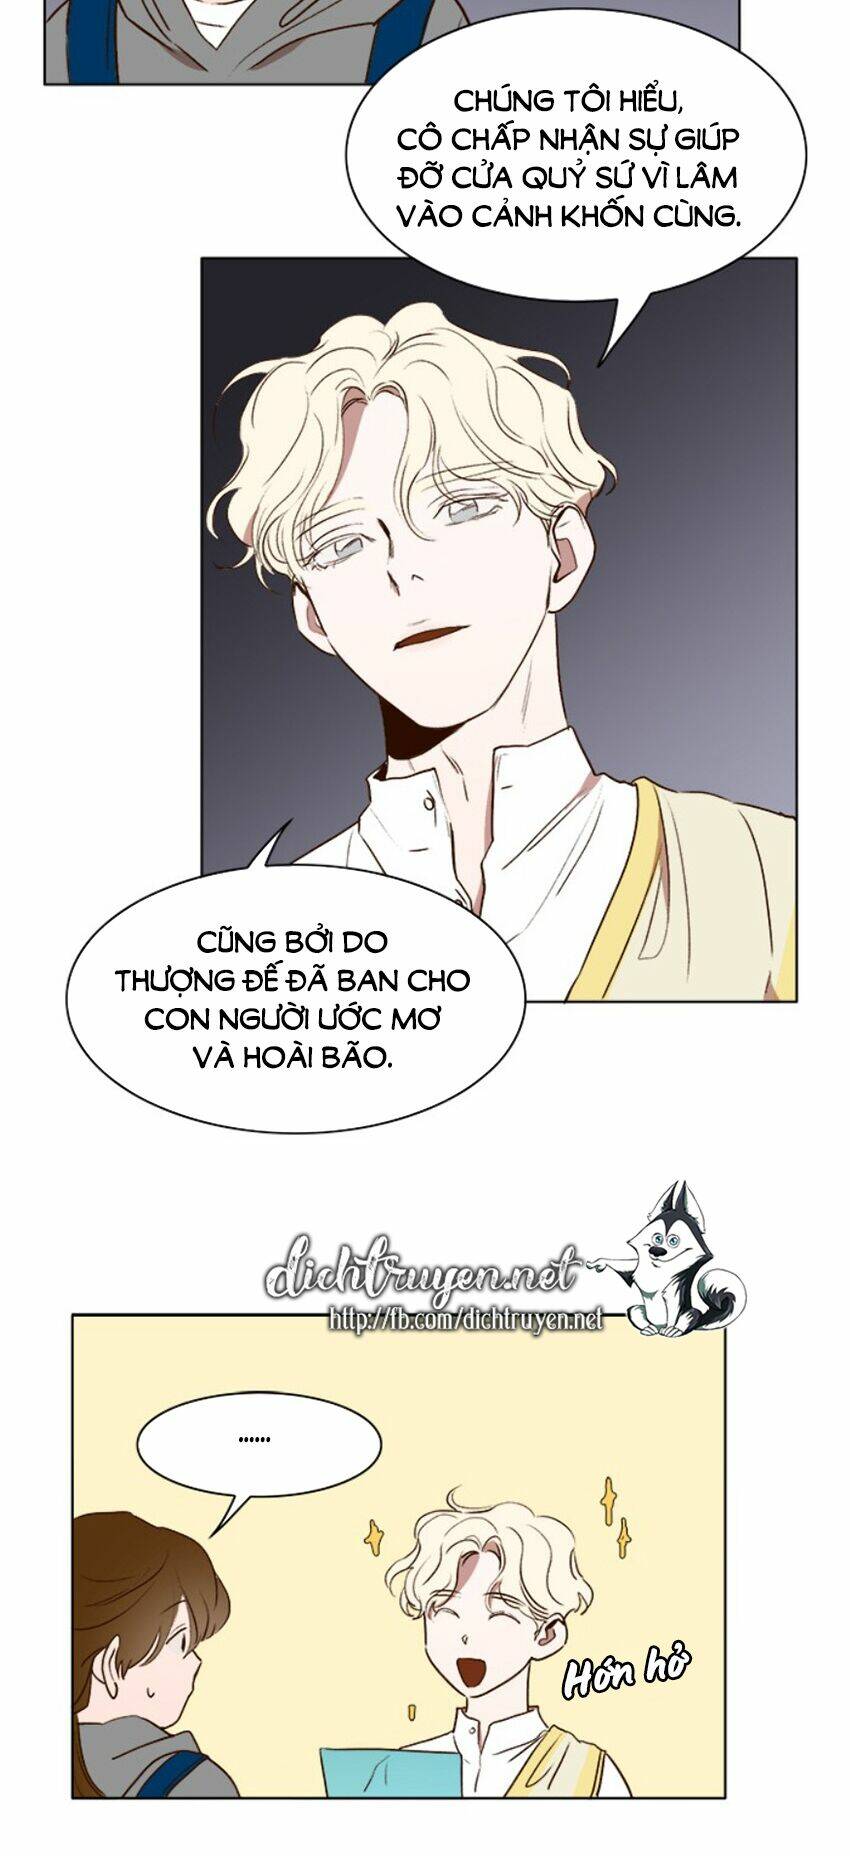 CHÚNG TÔI HIỂU,
CÔ CHẤP NHẬN SỰ GIÚP
ĐỠ CỬA QUỶ SỨ VÌ LÂM
VÀO CẢNH KHỐN CÙNG.
CŨNG BỞI DO
THƯỢNG ĐẾ ĐÃ BAN CHO
CON NGƯỜI ƯỚC MƠ
VÀ HOÀI BÃO.
dichtruyen.net
http://fb.com/dichtruyen.net
......
Hớn hở